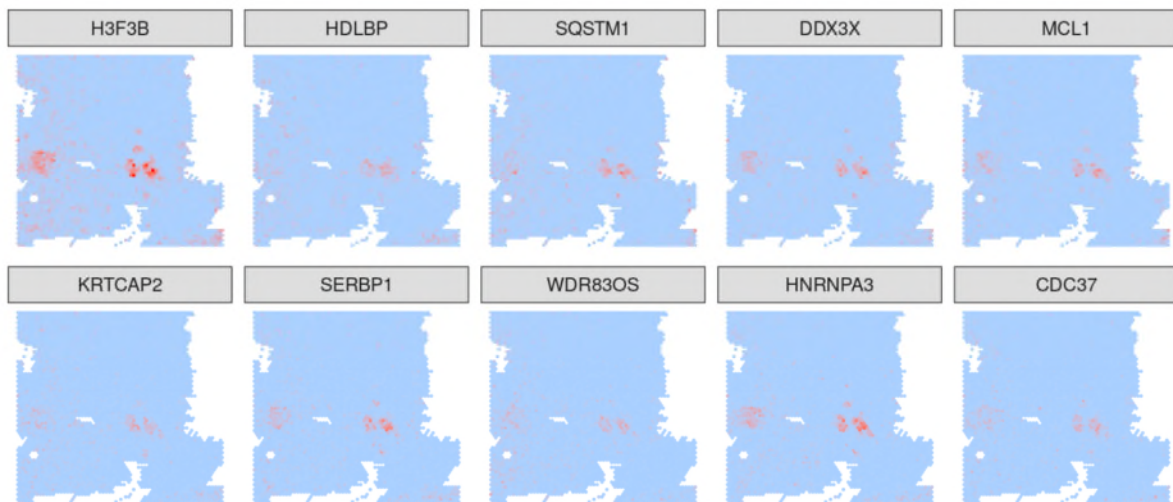 H3F3B
HDLBP
SQSTM1
DDX3X
MCL1
KRTCAP2
SERBP1
WDR83OS
HNRNPA3
CDC37